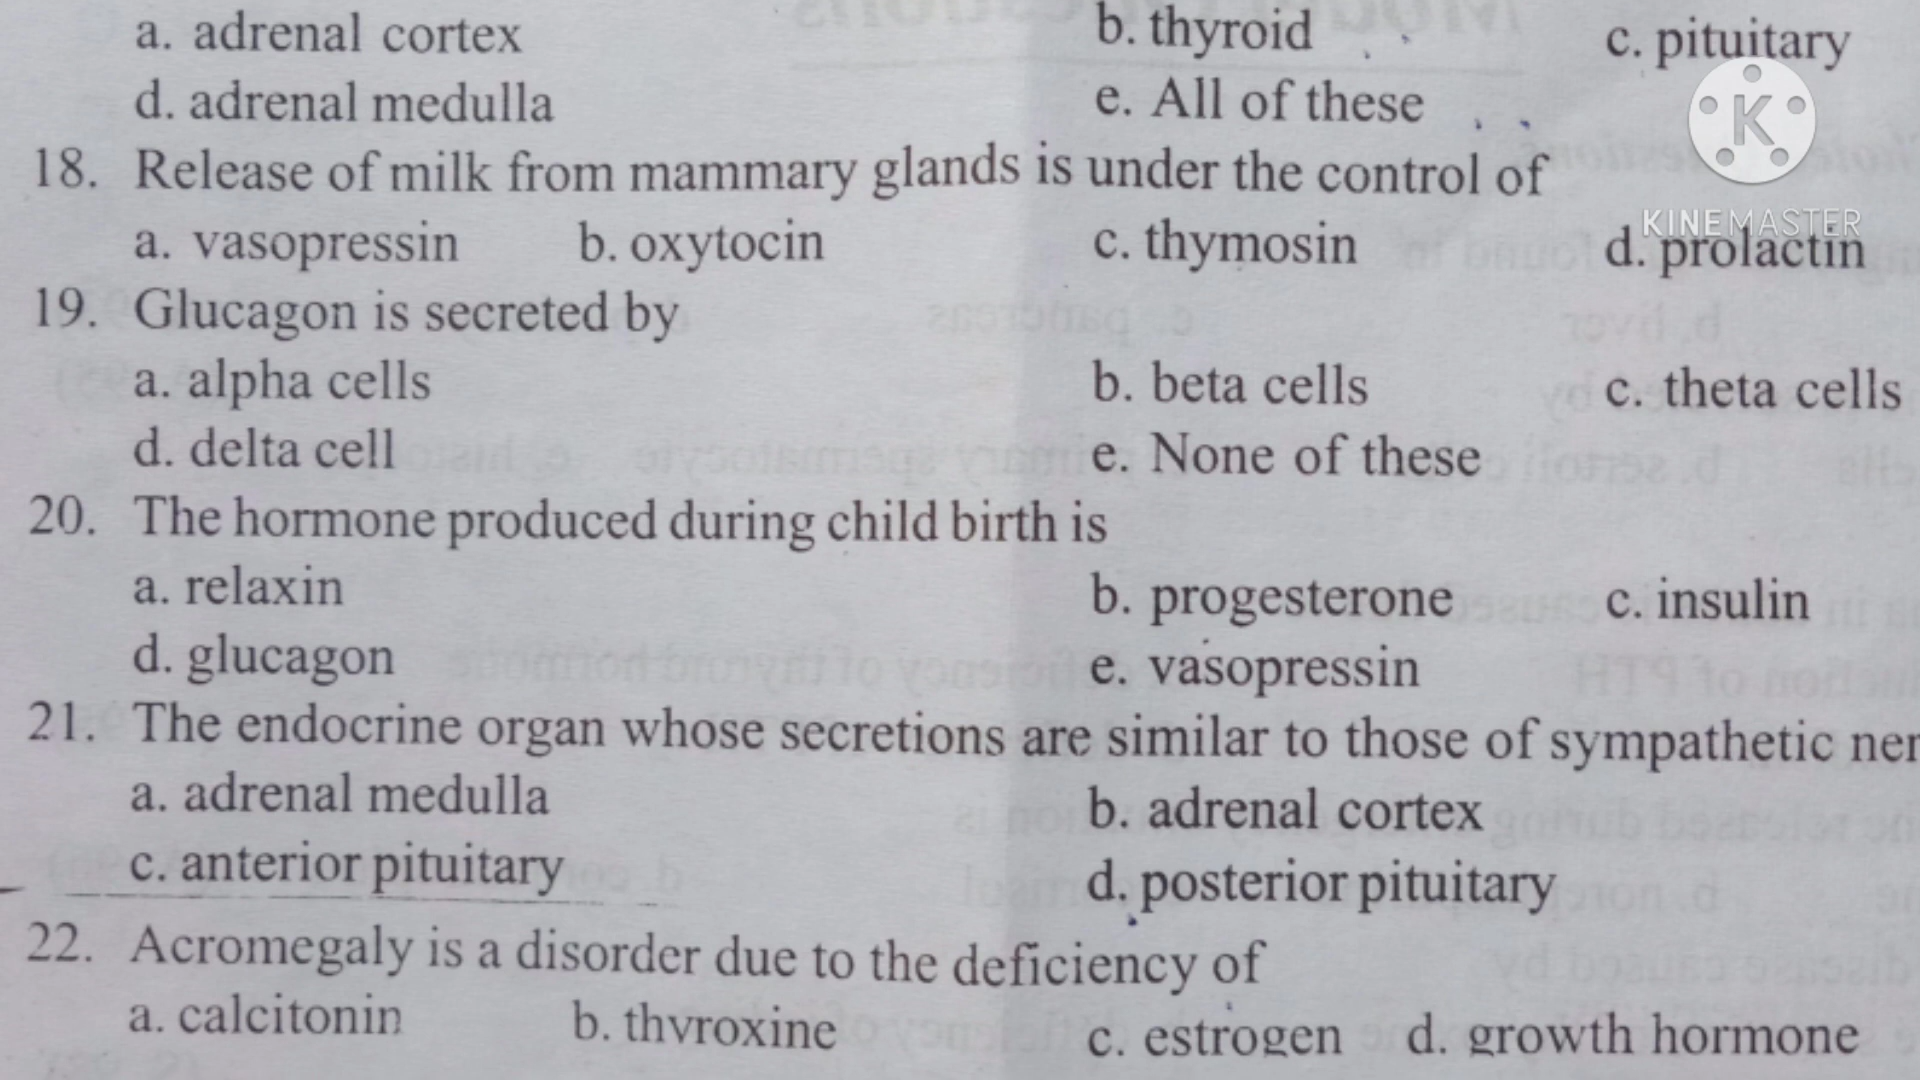 a. adrenal cortex b. thyroid c. pituitary
d. adrenal medulla e. All of these
K
KINEMASTER
18. Release of milk from mammary glands is under the control of
a. vasopressin b. oxytocin c. thymosin d. prolactin
19. Glucagon is secreted by
a. alpha cells b. beta cells c. theta cells
d. delta cell e. None of these
20. The hormone produced during child birth is
a. relaxin b. progesterone c. insulin
d. glucagon e. vasopressin
21. The endocrine organ whose secretions are similar to those of sympathetic ner
a. adrenal medulla b. adrenal cortex
c. anterior pituitary d. posterior pituitary
22. Acromegaly is a disorder due to the deficiency of
a. calcitonin b. thyroxine c. estrogen d. growth hormone